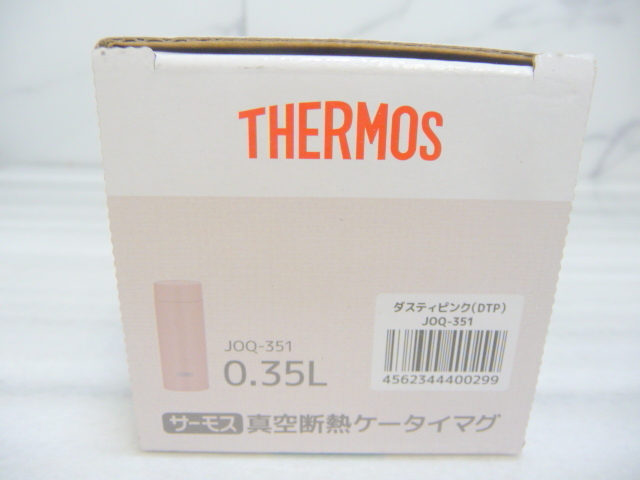 THERMOS
JOQ-351
0.35L
ダスティピンク(DTP)
JOQ-351
4562344400299
サーモス 真空断熱ケータイマグ